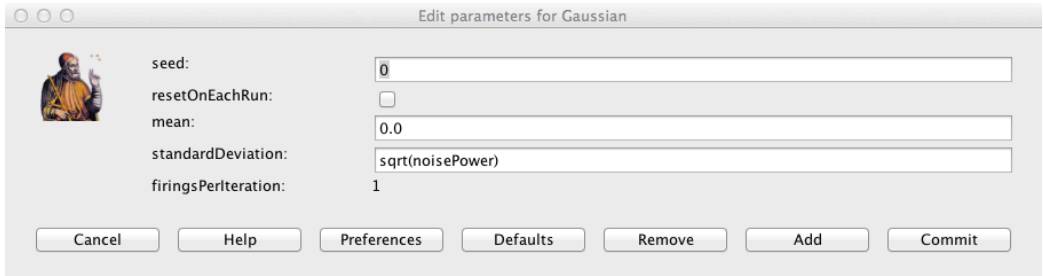 Edit parameters for Gaussian
seed: 0
resetOnEachRun:
mean: 0.0
standardDeviation: sqrt(noisePower)
firingsPerIteration: 1
Cancel Help Preferences Defaults Remove Add Commit